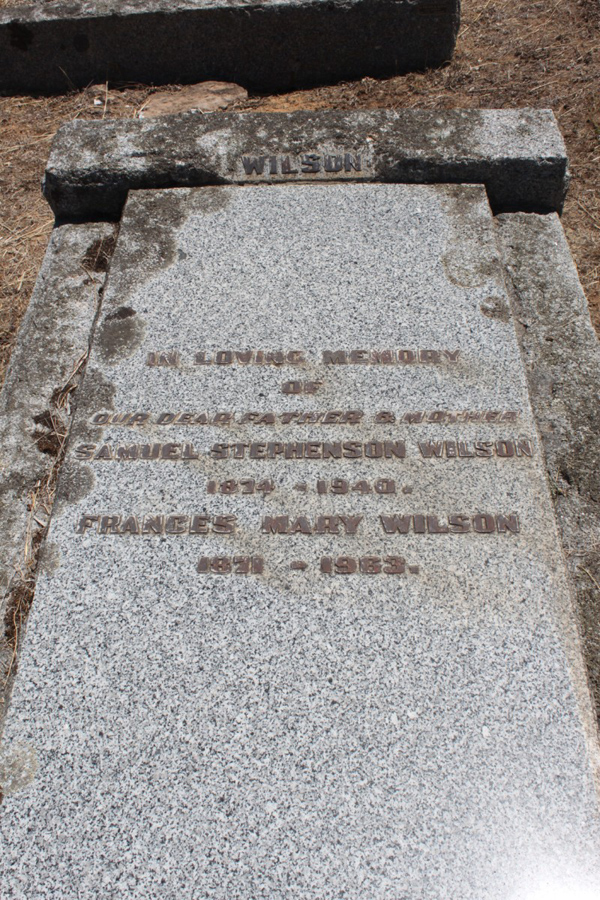 WILSON
IN LOVING MEMORY
OF
OUR DEAR FATHER & MOTHER
SAMUEL STEPHENSON WILSON
1874 - 1940.
FRANCES MARY WILSON
1871 - 1963.